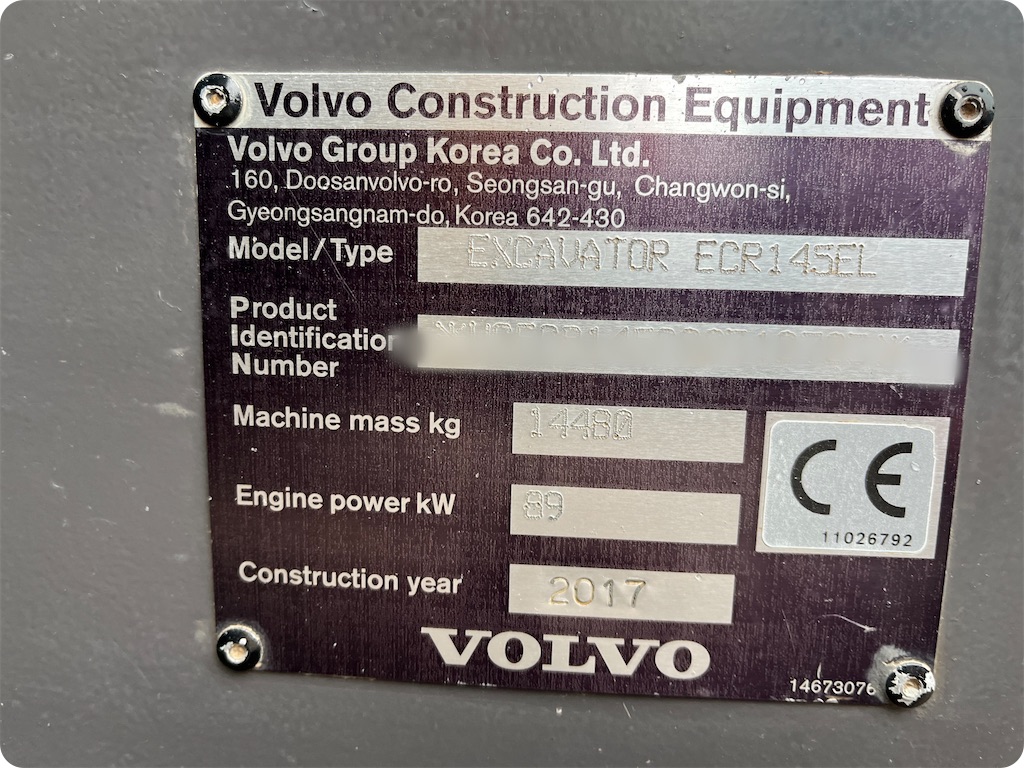 Volvo Construction Equipment
Volvo Group Korea Co. Ltd.
160, Doosanvolvo-ro, Seongsan-gu, Changwon-si,
Gyeongsangnam-do, Korea 642-430
Model/Type EXCAVATOR ECR145EL
Product
Identification
Number
Machine mass kg 14480
Engine power kW 89
CE
11026792
Construction year 2017
VOLVO
14673076